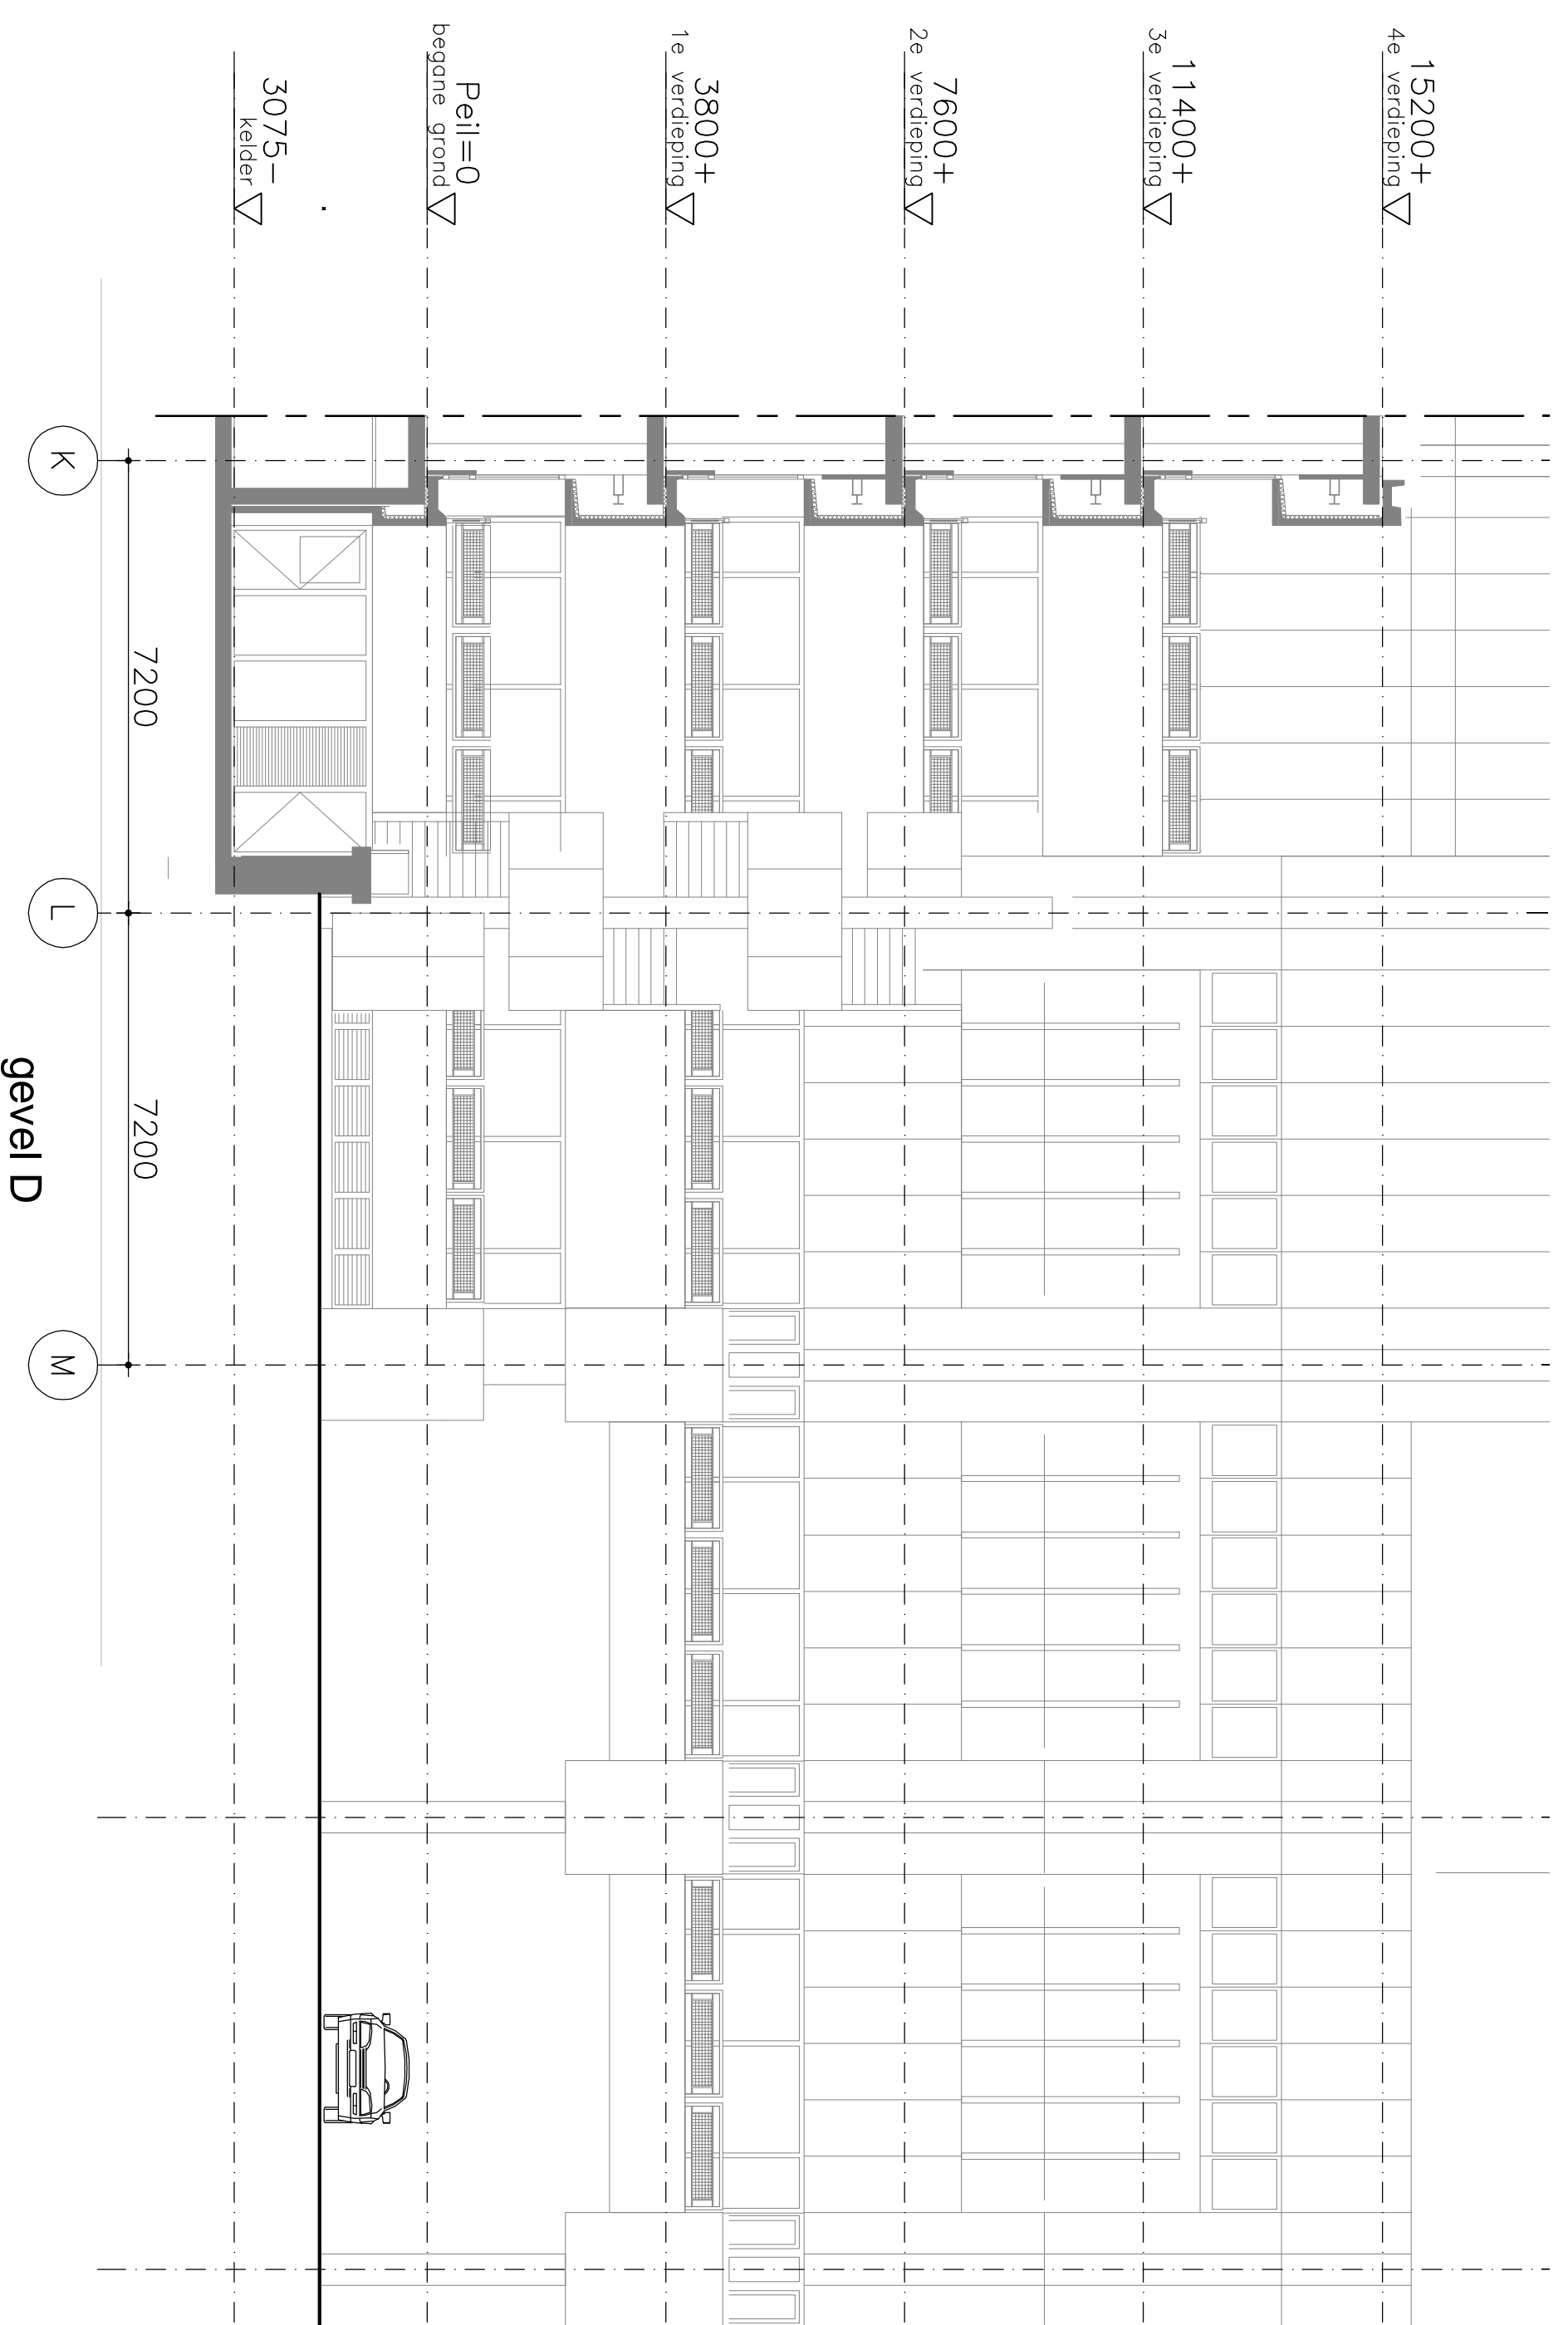 15200+
4e verdieping
11400+
3e verdieping
7600+
2e verdieping
3800+
1e verdieping
Peil=0
begane grond
3075-
kelder
7200
7200
K
L
M
gevel D